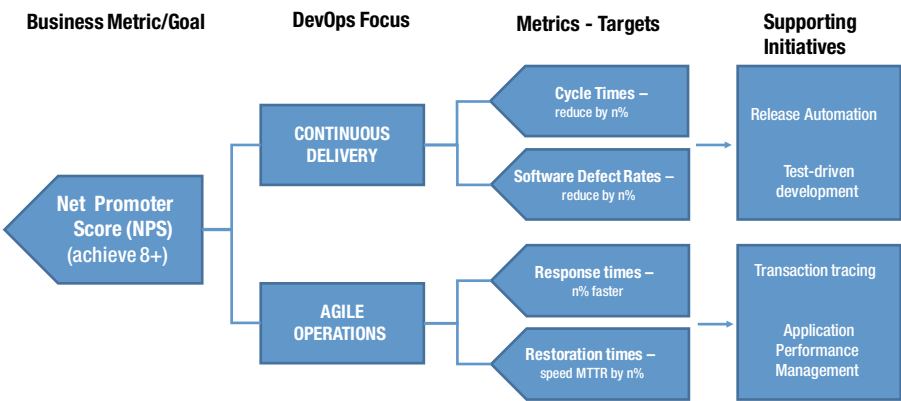 Business Metric/Goal
DevOps Focus
Metrics - Targets
Supporting
Initiatives
Net Promoter
Score (NPS)
(achieve 8+)
CONTINUOUS
DELIVERY
Cycle Times –
reduce by n%
Software Defect Rates –
reduce by n%
Release Automation
Test-driven
development
AGILE
OPERATIONS
Response times –
n% faster
Restoration times –
speed MTTR by n%
Transaction tracing
Application
Performance
Management